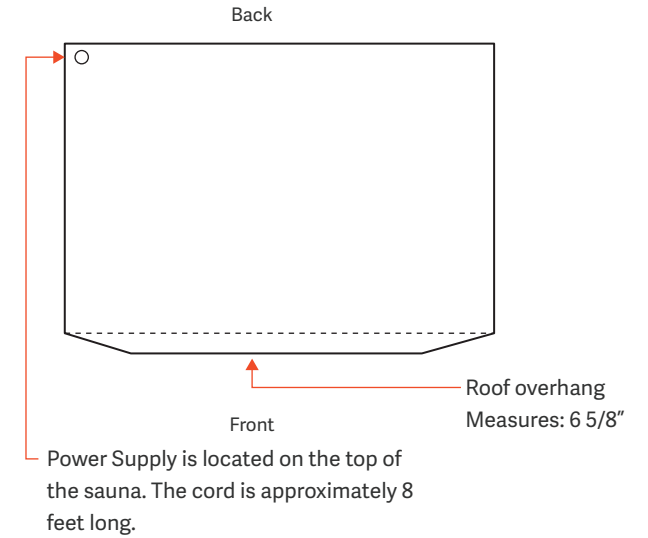 Back
Roof overhang
Measures: 6 5/8”
Front
Power Supply is located on the top of
the sauna. The cord is approximately 8
feet long.